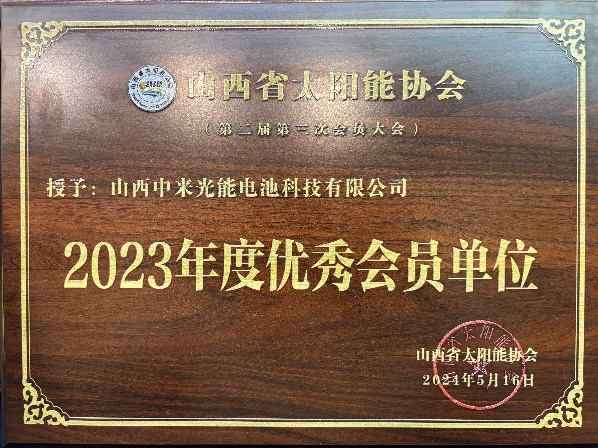 山西省太阳能协会
（第二届第三次会员大会）
授予：山西中来光能电池科技有限公司
2023年度优秀会员单位
山西省太阳能协会
2024年5月16日